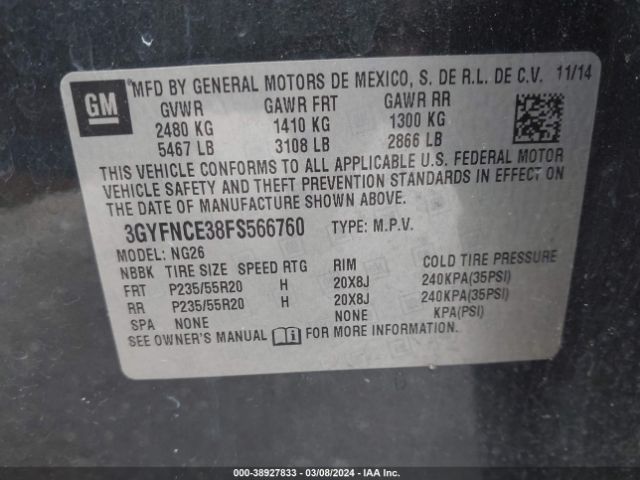 GM
MFD BY GENERAL MOTORS DE MEXICO, S. DE R.L. DE C.V. 11/14
GVWR GAWR FRT GAWR RR
2480 KG 1410 KG 1300 KG
5467 LB 3108 LB 2866 LB
THIS VEHICLE CONFORMS TO ALL APPLICABLE U.S. FEDERAL MOTOR
VEHICLE SAFETY AND THEFT PREVENTION STANDARDS IN EFFECT ON
THE DATE OF MANUFACTURE SHOWN ABOVE.
3GYFNCE38FS566760 TYPE: M.P.V.
MODEL: NG26
NBBK TIRE SIZE SPEED RTG RIM COLD TIRE PRESSURE
FRT P235/55R20 H 20X8J 240KPA(35PSI)
RR P235/55R20 H 20X8J 240KPA(35PSI)
SPA NONE NONE KPA(PSI)
SEE OWNER'S MANUAL FOR MORE INFORMATION.
000-38927833 - 03/08/2024 - IAA, Inc.